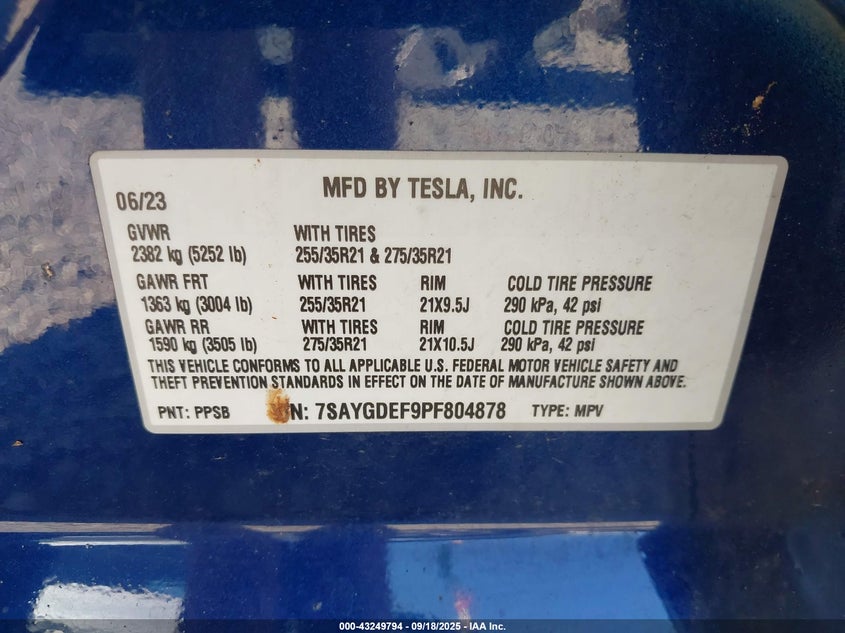 06/23
MFD BY TESLA, INC.
GVWR WITH TIRES
2382 kg (5252 lb) 255/35R21 & 275/35R21
GAWR FRT WITH TIRES RIM COLD TIRE PRESSURE
1363 kg (3004 lb) 255/35R21 21X9.5J 290 kPa, 42 psi
GAWR RR WITH TIRES RIM COLD TIRE PRESSURE
1590 kg (3505 lb) 275/35R21 21X10.5J 290 kPa, 42 psi
THIS VEHICLE CONFORMS TO ALL APPLICABLE U.S. FEDERAL MOTOR VEHICLE SAFETY AND
THEFT PREVENTION STANDARDS IN EFFECT ON THE DATE OF MANUFACTURE SHOWN ABOVE.
PNT: PPSB N: 7SAYGDEF9PF804878 TYPE: MPV
000-43249794 - 09/18/2025 - IAA Inc.